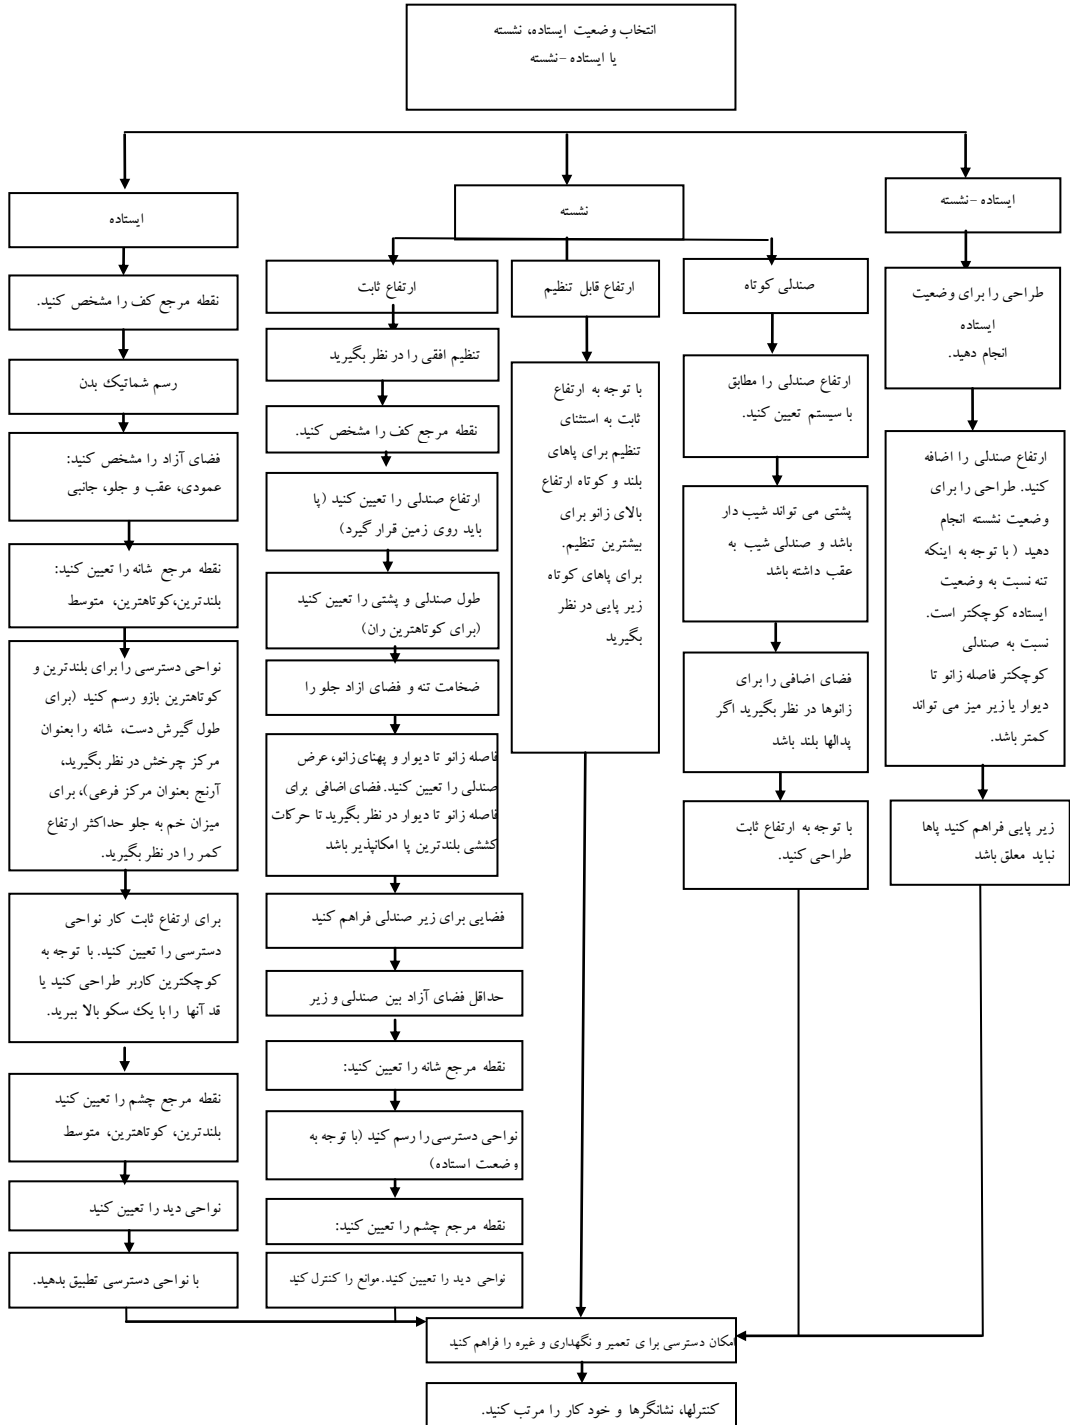 انتخاب وضعیت ایستاده، نشسته
یا ایستاده -نشسته
ایستاده
نشسته
ایستاده -نشسته
نقطه مرجع کف را مشخص کنید.
رسم شماتیک بدن
فضای آزاد را مشخص کنید:
عمودی، عقب و جلو، جانبی
نقطه مرجع شانه را تعیین کنید:
بلندترین،کوتاهترین، متوسط
نواحی دسترسی را برای بلندترین و
کوتاهترین بازو رسم کنید (برای
طول گیرش دست، شانه را بعنوان
مرکز چرخش در نظر بگیرید،
آرنج بعنوان مرکز فرعی)، برای
میزان خم به جلو حداکثر ارتفاع
کمر را در نظر بگیرید.
برای ارتفاع ثابت کار نواحی
دسترسی را تعیین کنید. با توجه به
کوچکترین کاربر طراحی کنید یا
قد آنها را با یک سکو بالا ببرید.
نقطه مرجع چشم را تعیین کنید
بلندترین، کوتاهترین، متوسط
نواحی دید را تعیین کنید
با نواحی دسترسی تطبیق بدهید.
ارتفاع ثابت
تنظیم افقی را در نظر بگیرید
نقطه مرجع کف را مشخص کنید.
ارتفاع صندلی را تعیین کنید (پا
باید روی زمین قرار گیرد)
طول صندلی و پشتی را تعیین کنید
(برای کوتاهترین ران)
ضخامت تنه و فضای ازاد جلو را
فاصله زانو تا دیوار و پهنای زانو، عرض
صندلی را تعیین کنید. فضای اضافی برای
فاصله زانو تا دیوار در نظر بگیرید تا حرکات
کششی بلندترین پا امکانپذیر باشد
فضایی برای زیر صندلی فراهم کنید
حداقل فضای آزاد بین صندلی و زیر
نقطه مرجع شانه را تعیین کنید:
نواحی دسترسی را رسم کنید (با توجه به
وضعت استاده)
نقطه مرجع چشم را تعیین کنید:
نواحی دید را تعیین کنید.موانع را کنترل کنید
ارتفاع قابل تنظیم
با توجه به ارتفاع
ثابت به استثنای
تنظیم برای پاهای
بلند و کوتاه ارتفاع
بالای زانو برای
بیشترین تنظیم.
برای پاهای کوتاه
زیر پایی در نظر
بگیرید
صندلی کوتاه
ارتفاع صندلی را مطابق
با سیستم تعیین کنید.
پشتی می تواند شیب دار
باشد و صندلی شیب به
عقب داشته باشد
فضای اضافی را برای
زانوها در نظر بگیرید اگر
پدالها بلند باشد
با توجه به ارتفاع ثابت
طراحی کنید.
طراحی را برای وضعیت
ایستاده
انجام دهید.
ارتفاع صندلی را اضافه
کنید. طراحی را برای
وضعیت نشسته انجام
دهید ( با توجه به اینکه
تنه نسبت به وضعیت
ایستاده کوچکتر است.
نسبت به صندلی
کوچکتر فاصله زانو تا
دیوار یا زیر میز می تواند
کمتر باشد.
زیر پایی فراهم کنید پاها
نباید معلق باشد
امکان دسترسی برا ی تعمیر و نگهداری و غیره را فراهم کنید
کنترلها، نشانگرها و خود کار را مرتب کنید.